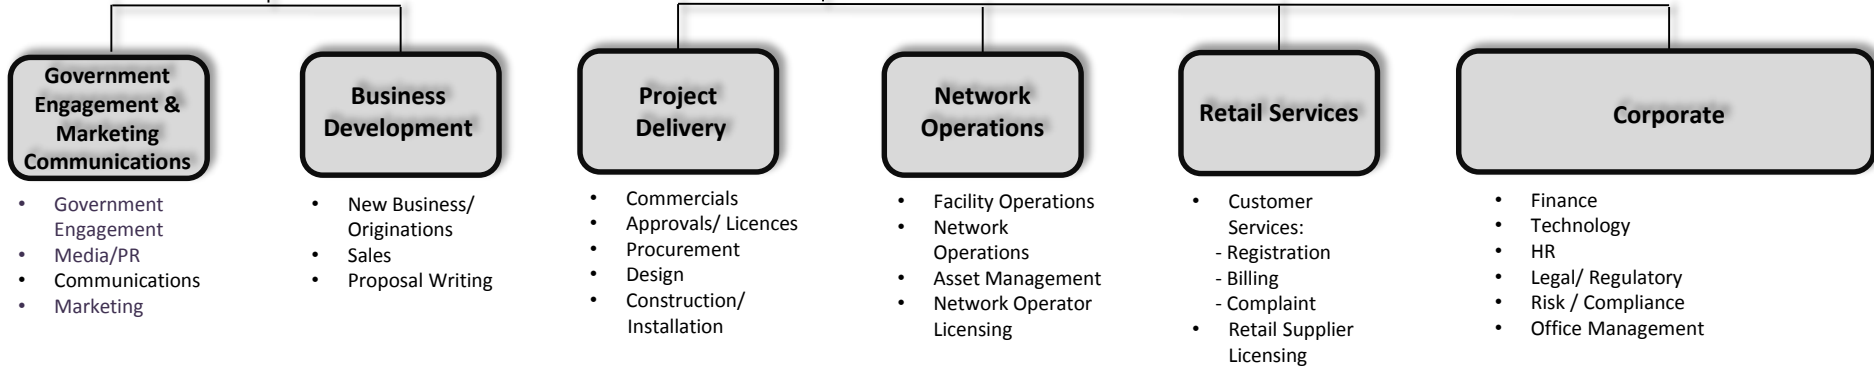 Government
Engagement &
Marketing
Communications
• Government
Engagement
• Media/PR
• Communications
• Marketing
Business
Development
• New Business/
Originations
• Sales
• Proposal Writing
Project
Delivery
• Commercials
• Approvals/ Licences
• Procurement
• Design
• Construction/
Installation
Network
Operations
• Facility Operations
• Network
Operations
• Asset Management
• Network Operator
Licensing
Retail Services
• Customer
Services:
- Registration
- Billing
- Complaint
• Retail Supplier
Licensing
Corporate
• Finance
• Technology
• HR
• Legal/ Regulatory
• Risk / Compliance
• Office Management